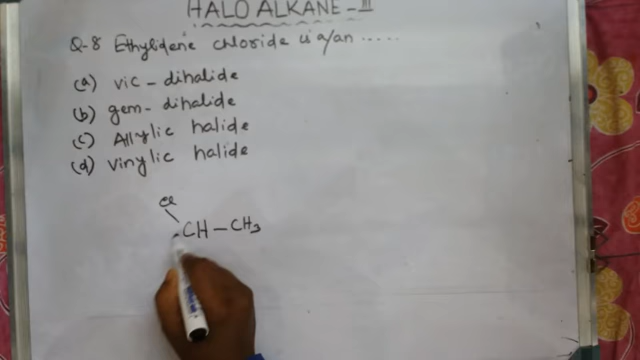 HALO ALKANE - III
Q-8 Ethylidene chloride is a/an .....
(a) vic - dihalide
(b) gem - dihalide
(c) Allylic halide
(d) vinylic halide
Cl
CH - CH3